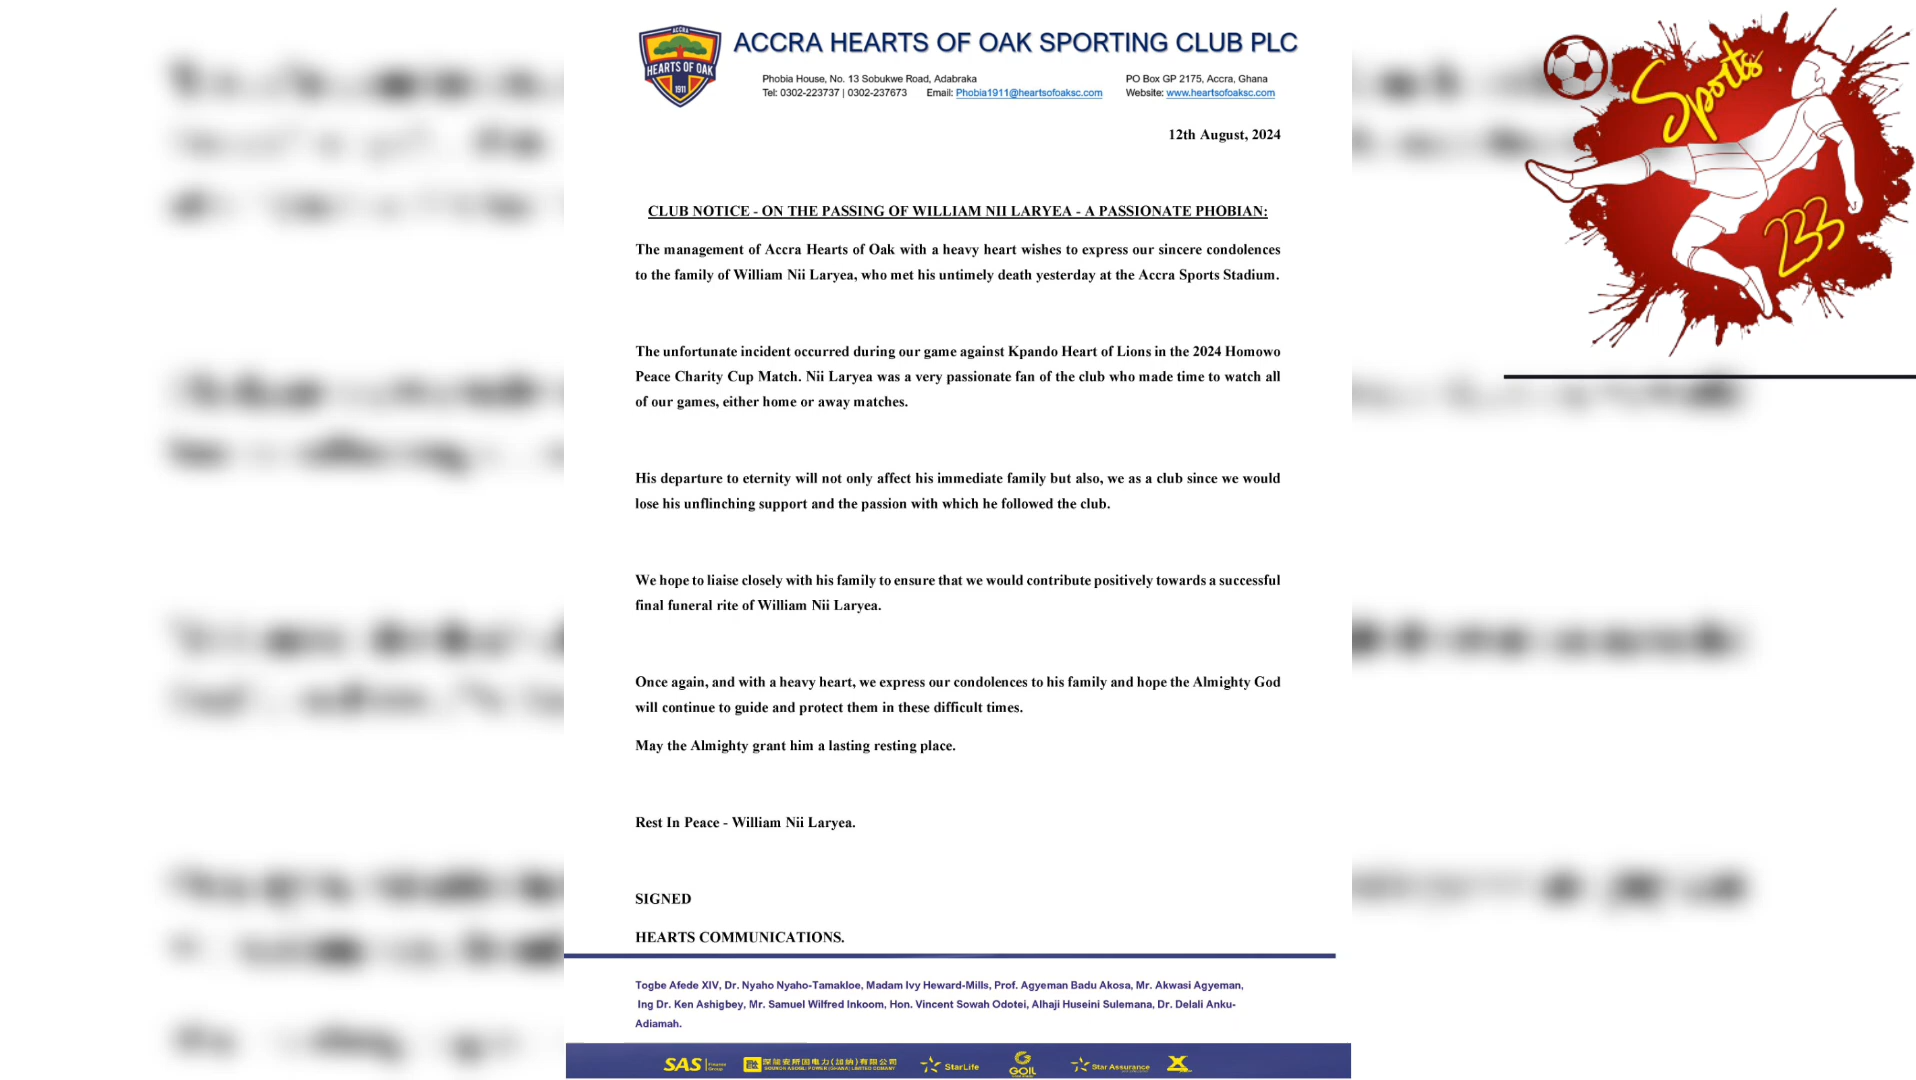 ACCRA
HEARTS OF OAK
1911
ACCRA HEARTS OF OAK SPORTING CLUB PLC
Phobia House, No. 13 Sobukwe Road, Adabraka
PO Box GP 2175, Accra, Ghana
Tel: 0302-223737 | 0302-237673 Email: Phobia1911@heartsofoaksc.com
Website: www.heartsofoaksc.com
Sports
233
12th August, 2024
CLUB NOTICE - ON THE PASSING OF WILLIAM NII LARYEA - A PASSIONATE PHOBIAN:
The management of Accra Hearts of Oak with a heavy heart wishes to express our sincere condolences
to the family of William Nii Laryea, who met his untimely death yesterday at the Accra Sports Stadium.
The unfortunate incident occurred during our game against Kpando Heart of Lions in the 2024 Homowo
Peace Charity Cup Match. Nii Laryea was a very passionate fan of the club who made time to watch all
of our games, either home or away matches.
His departure to eternity will not only affect his immediate family but also, we as a club since we would
lose his unflinching support and the passion with which he followed the club.
We hope to liaise closely with his family to ensure that we would contribute positively towards a successful
final funeral rite of William Nii Laryea.
Once again, and with a heavy heart, we express our condolences to his family and hope the Almighty God
will continue to guide and protect them in these difficult times.
May the Almighty grant him a lasting resting place.
Rest In Peace - William Nii Laryea.
SIGNED
HEARTS COMMUNICATIONS.
Togbe Afede XIV, Dr. Nyaho Nyaho-Tamakloe, Madam Ivy Heward-Mills, Prof. Agyeman Badu Akosa, Mr. Akwasi Agyeman,
Ing Dr. Ken Ashigbey, Mr. Samuel Wilfred Inkoom, Hon. Vincent Sowah Odotei, Alhaji Huseini Sulemana, Dr. Delali Anku-
Adiamah.
SAS
StarLife
GOIL
Star Assurance